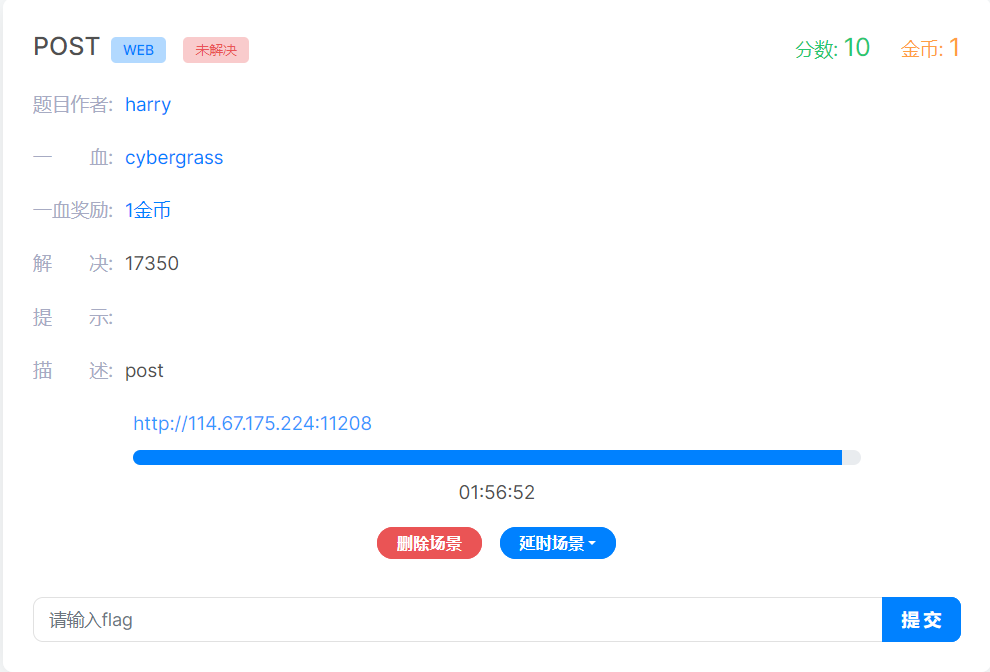 POST WEB 未解决 分数: 10 金币: 1
题目作者: harry
一 血: cybergrass
一血奖励: 1金币
解 决: 17350
提 示:
描 述: post
http://114.67.175.224:11208
01:56:52
删除场景 延时场景
请输入flag 提 交